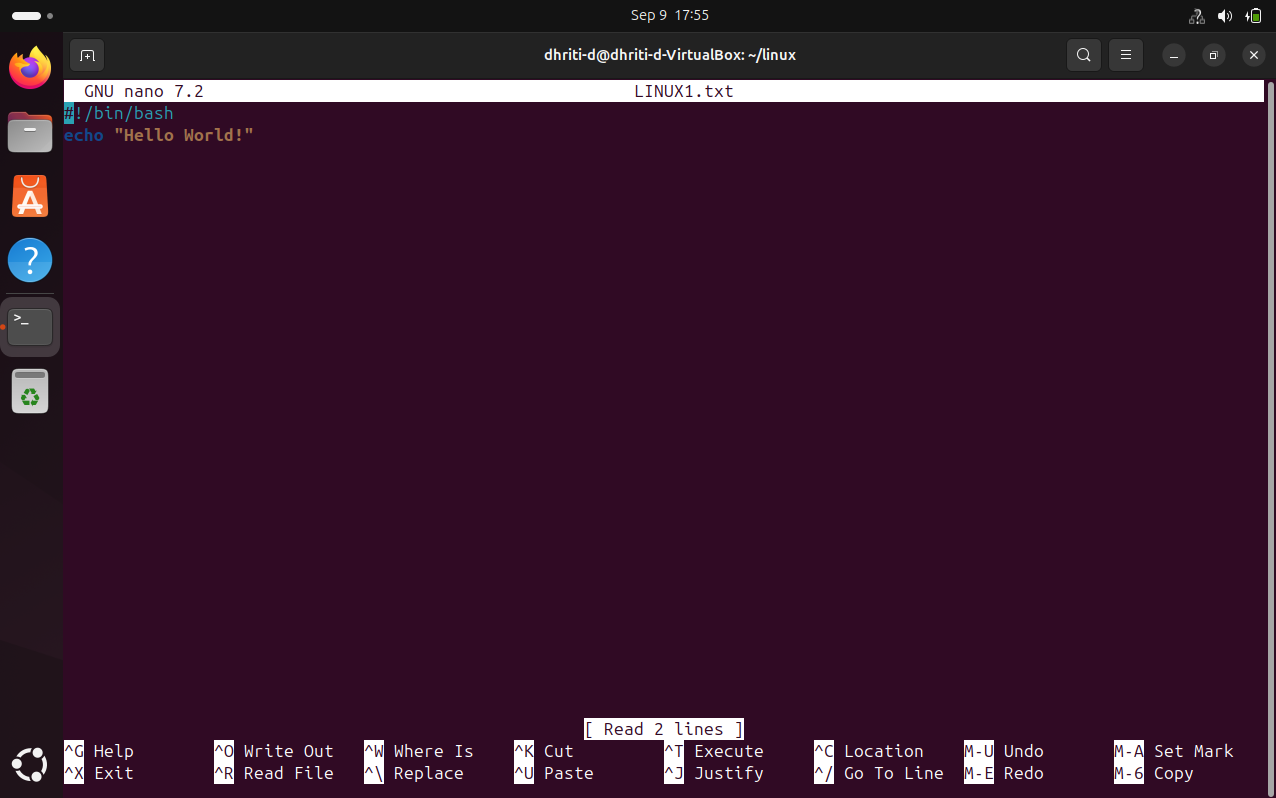 Sep 9 17:55
dhriti-d@dhriti-d-VirtualBox: ~/linux
GNU nano 7.2 LINUX1.txt
#!/bin/bash
echo "Hello World!"
[ Read 2 lines ]
^G Help ^O Write Out ^W Where Is ^K Cut ^T Execute ^C Location M-U Undo M-A Set Mark
^X Exit ^R Read File ^\ Replace ^U Paste ^J Justify ^/ Go To Line M-E Redo M-6 Copy